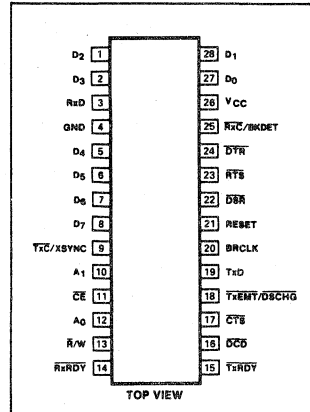 D2 1 28 D1
D3 2 27 D0
RxD 3 26 VCC
GND 4 25 RxC/BKDET
D4 5 24 DTR
D5 6 23 RTS
D6 7 22 DSR
D7 8 21 RESET
TxC/XSYNC 9 20 BRCLK
A1 10 19 TxD
CE 11 18 TxEMT/DSCHG
A0 12 17 CTS
R/W 13 16 DCD
RxRDY 14 15 TxRDY
TOP VIEW